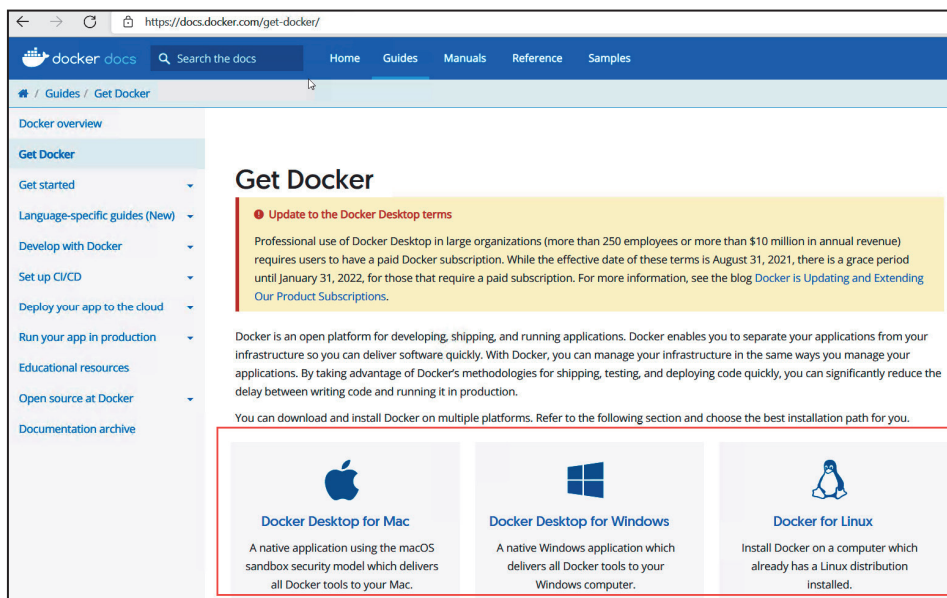 https://docs.docker.com/get-docker/
docker docs
Search the docs
Home Guides Manuals Reference Samples
/ Guides / Get Docker
Docker overview
Get Docker
Get started
Language-specific guides (New)
Develop with Docker
Set up CI/CD
Deploy your app to the cloud
Run your app in production
Educational resources
Open source at Docker
Documentation archive
Get Docker
Update to the Docker Desktop terms
Professional use of Docker Desktop in large organizations (more than 250 employees or more than $10 million in annual revenue)
requires users to have a paid Docker subscription. While the effective date of these terms is August 31, 2021, there is a grace period
until January 31, 2022, for those that require a paid subscription. For more information, see the blog Docker is Updating and Extending
Our Product Subscriptions.
Docker is an open platform for developing, shipping, and running applications. Docker enables you to separate your applications from your
infrastructure so you can deliver software quickly. With Docker, you can manage your infrastructure in the same ways you manage your
applications. By taking advantage of Docker's methodologies for shipping, testing, and deploying code quickly, you can significantly reduce the
delay between writing code and running it in production.
You can download and install Docker on multiple platforms. Refer to the following section and choose the best installation path for you.
Docker Desktop for Mac
A native application using the macOS
sandbox security model which delivers
all Docker tools to your Mac.
Docker Desktop for Windows
A native Windows application which
delivers all Docker tools to your
Windows computer.
Docker for Linux
Install Docker on a computer which
already has a Linux distribution
installed.